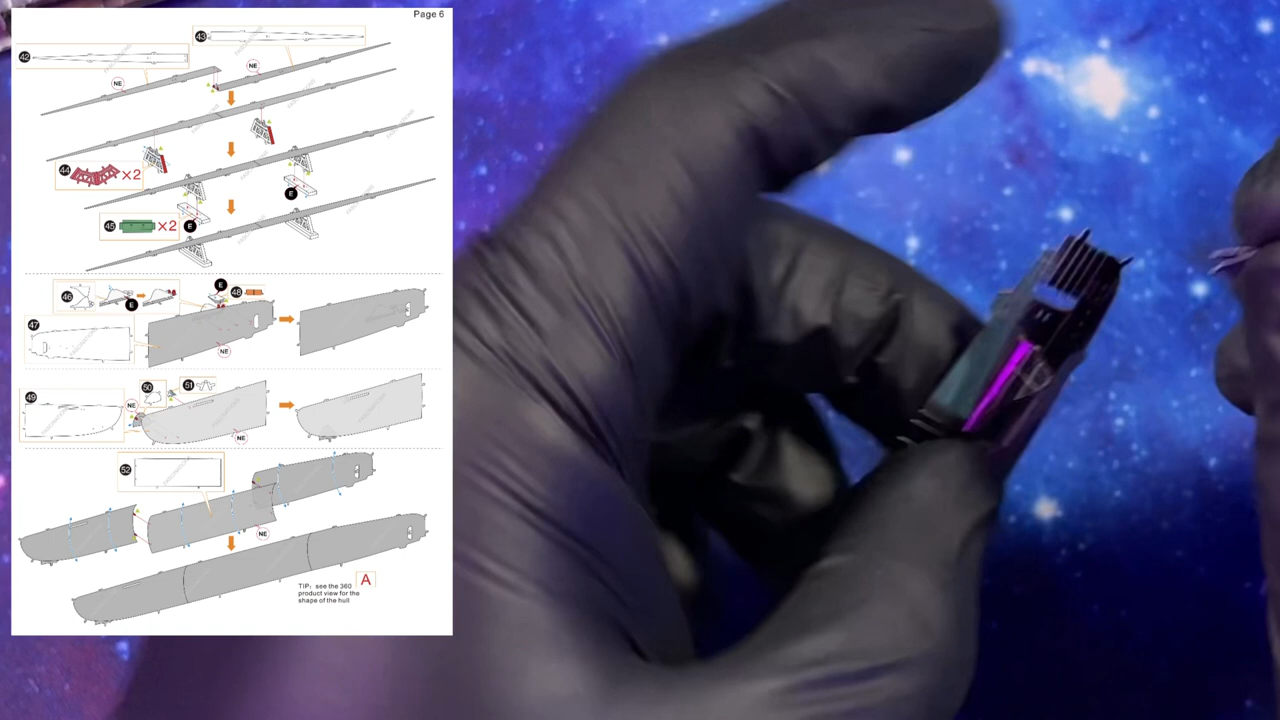 Page 6
43
42
NE
NE
44
×2
E
45
×2
E
E
46
48
E
47
NE
51
50
49
NE
NE
52
NE
A
TIP: see the 360
product view for the
shape of the hull